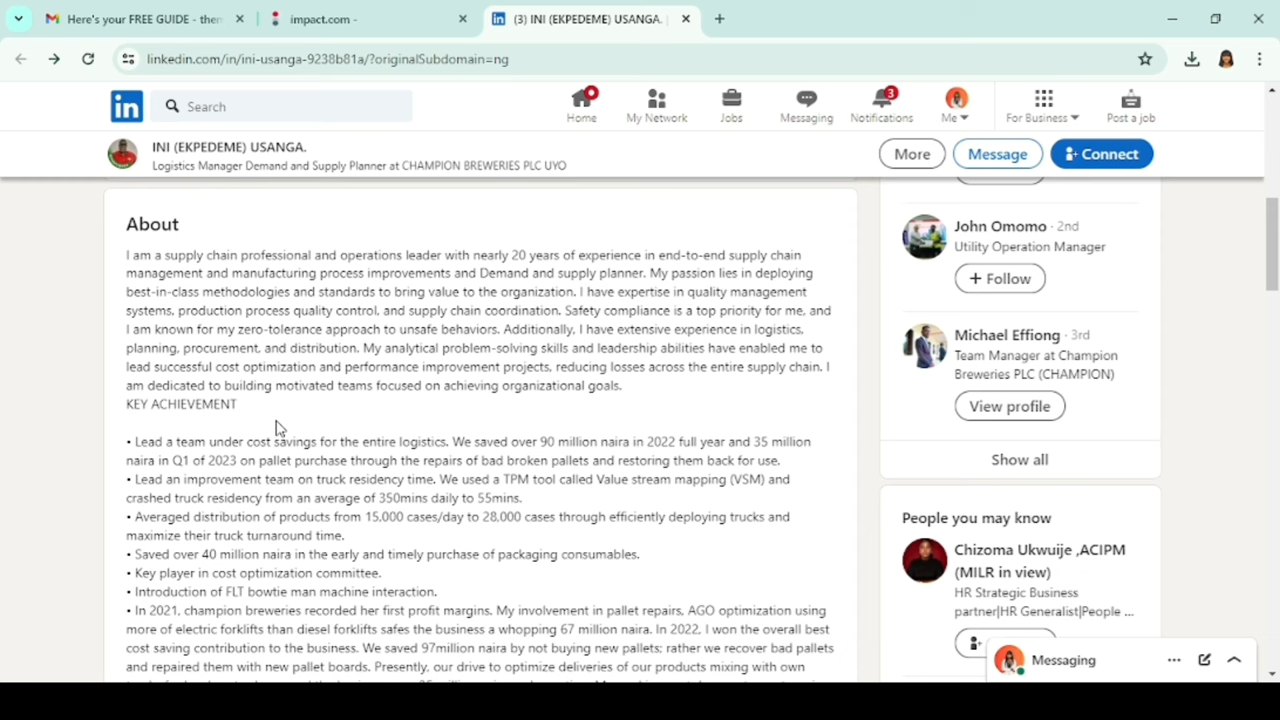 Here's your FREE GUIDE - then
impact.com -
(3) INI (EKPEDEME) USANGA.
linkedin.com/in/ini-usanga-9238b81a/?originalSubdomain=ng
in
Search
Home
My Network
Jobs
Messaging
3
Notifications
Me
For Business
Post a job
INI (EKPEDEME) USANGA.
Logistics Manager Demand and Supply Planner at CHAMPION BREWERIES PLC UYO
More
Message
Connect
About
I am a supply chain professional and operations leader with nearly 20 years of experience in end-to-end supply chain
management and manufacturing process improvements and Demand and supply planner. My passion lies in deploying
best-in-class methodologies and standards to bring value to the organization. I have expertise in quality management
systems, production process quality control, and supply chain coordination. Safety compliance is a top priority for me, and
I am known for my zero-tolerance approach to unsafe behaviors. Additionally, I have extensive experience in logistics,
planning, procurement, and distribution. My analytical problem-solving skills and leadership abilities have enabled me to
lead successful cost optimization and performance improvement projects, reducing losses across the entire supply chain. I
am dedicated to building motivated teams focused on achieving organizational goals.
KEY ACHIEVEMENT
• Lead a team under cost savings for the entire logistics. We saved over 90 million naira in 2022 full year and 35 million
naira in Q1 of 2023 on pallet purchase through the repairs of bad broken pallets and restoring them back for use.
• Lead an improvement team on truck residency time. We used a TPM tool called Value stream mapping (VSM) and
crashed truck residency from an average of 350mins daily to 55mins.
• Averaged distribution of products from 15,000 cases/day to 28,000 cases through efficiently deploying trucks and
maximize their truck turnaround time.
• Saved over 40 million naira in the early and timely purchase of packaging consumables.
• Key player in cost optimization committee.
• Introduction of FLT bowtie man machine interaction.
• In 2021, champion breweries recorded her first profit margins. My involvement in pallet repairs, AGO optimization using
more of electric forklifts than diesel forklifts safes the business a whopping 67 million naira. In 2022, I won the overall best
cost saving contribution to the business. We saved 97million naira by not buying new pallets; rather we recover bad pallets
and repaired them with new pallet boards. Presently, our drive to optimize deliveries of our products mixing with own
John Omomo · 2nd
Utility Operation Manager
+ Follow
Michael Effiong · 3rd
Team Manager at Champion
Breweries PLC (CHAMPION)
View profile
Show all
People you may know
Chizoma Ukwuije ,ACIPM
(MILR in view)
HR Strategic Business
partner|HR Generalist|People ...
Messaging